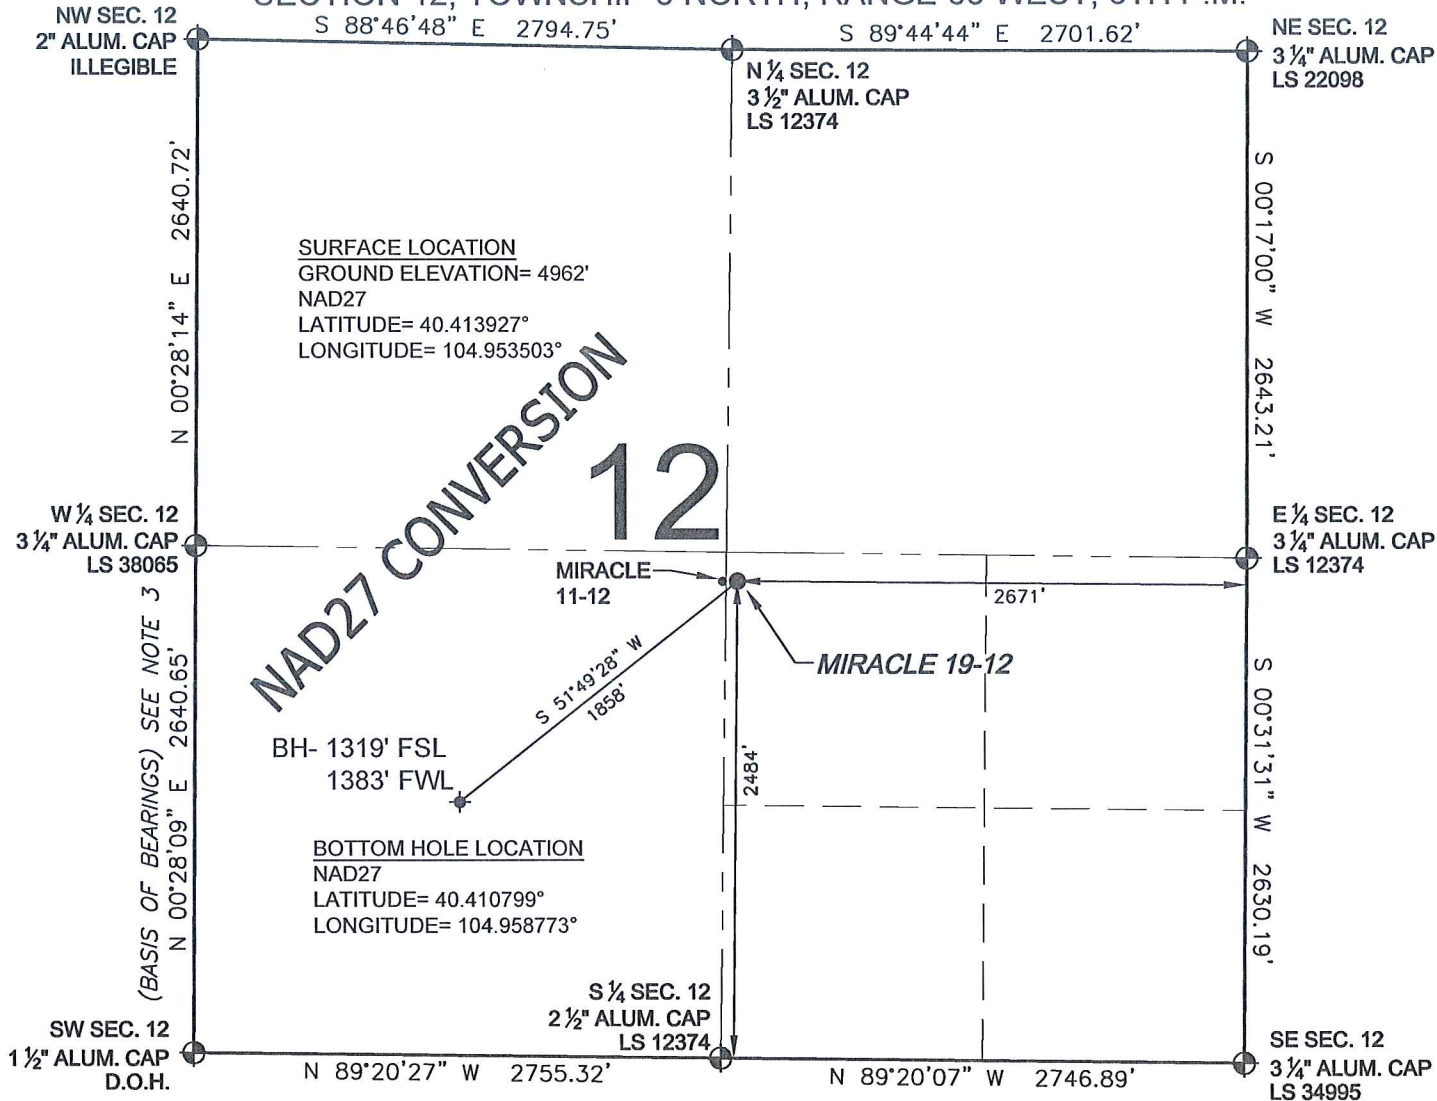 NW SEC. 12
2" ALUM. CAP
ILLEGIBLE
S 88°46'48" E 2794.75'
S 89°44'44" E 2701.62'
NE SEC. 12
3 ¼" ALUM. CAP
LS 22098
N ¼ SEC. 12
3 ½" ALUM. CAP
LS 12374
N 00°28'14" E 2640.72'
S 00°17'00" W 2643.21'
SURFACE LOCATION
GROUND ELEVATION= 4962'
NAD27
LATITUDE= 40.413927°
LONGITUDE= 104.953503°
NAD27 CONVERSION
12
W ¼ SEC. 12
3 ¼" ALUM. CAP
LS 38065
E ¼ SEC. 12
3 ¼" ALUM. CAP
LS 12374
MIRACLE
11-12
2671'
MIRACLE 19-12
S 51°49'28" W
1858'
2484'
BH- 1319' FSL
1383' FWL
(BASIS OF BEARINGS) SEE NOTE 3
N 00°28'09" E 2640.65'
S 00°31'31" W 2630.19'
BOTTOM HOLE LOCATION
NAD27
LATITUDE= 40.410799°
LONGITUDE= 104.958773°
S ¼ SEC. 12
2 ½" ALUM. CAP
LS 12374
SW SEC. 12
1 ½" ALUM. CAP
D.O.H.
N 89°20'27" W 2755.32'
N 89°20'07" W 2746.89'
SE SEC. 12
3 ¼" ALUM. CAP
LS 34995